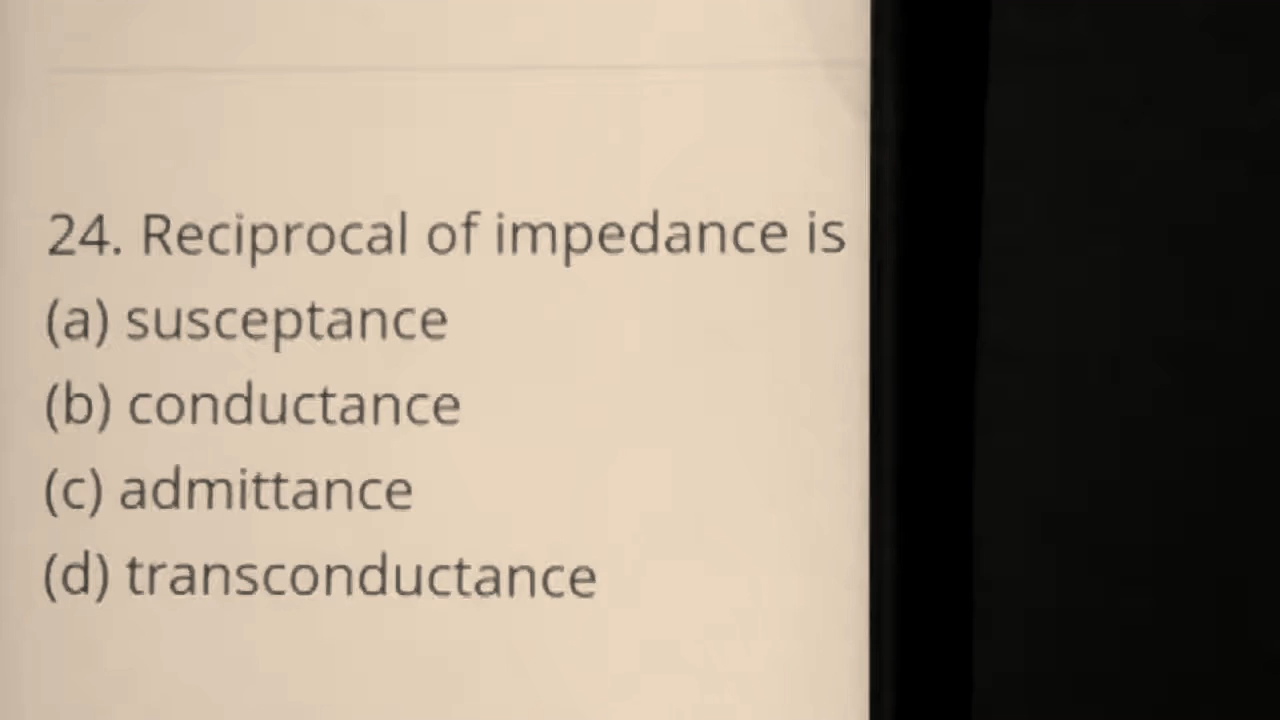 24. Reciprocal of impedance is
(a) susceptance
(b) conductance
(c) admittance
(d) transconductance